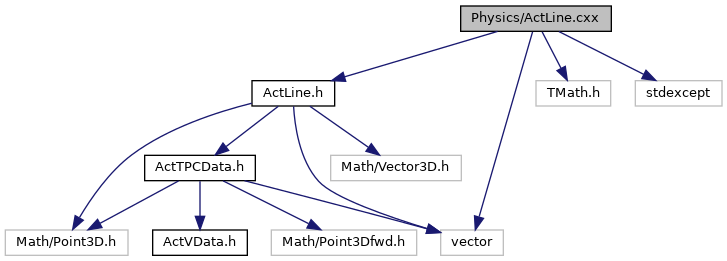 Physics/ActLine.cxx
ActLine.h
TMath.h
stdexcept
ActTPCData.h
Math/Vector3D.h
Math/Point3D.h
ActVData.h
Math/Point3Dfwd.h
vector